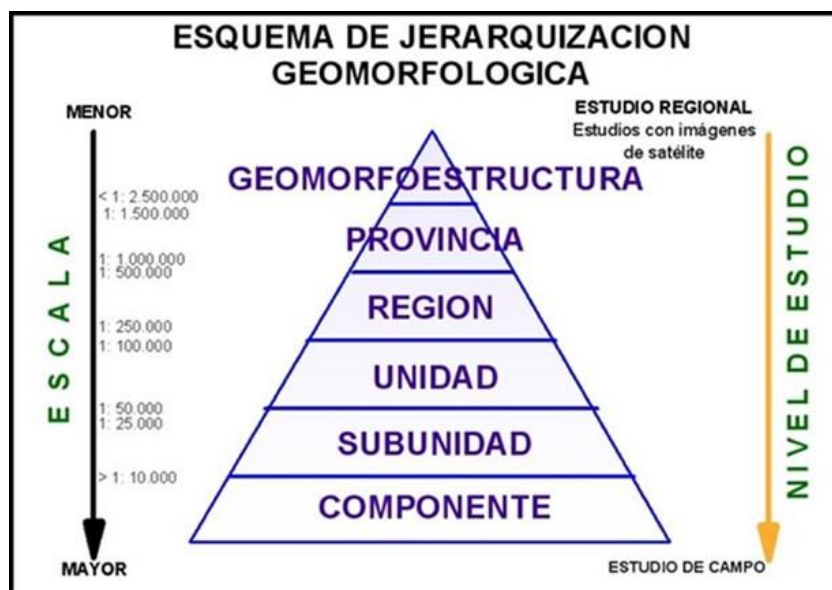 ESQUEMA DE JERARQUIZACION
GEOMORFOLOGICA
MENOR
ESTUDIO REGIONAL
Estudios con imágenes
de satélite
GEOMORFOESTRUCTURA
< 1: 2.500.000
1: 1.500.000
PROVINCIA
1: 1.000.000
1: 500.000
REGION
1: 250.000
1: 100.000
UNIDAD
1: 50.000
1: 25.000
SUBUNIDAD
> 1: 10.000
COMPONENTE
MAYOR
ESTUDIO DE CAMPO
ESCALA
NIVEL DE ESTUDIO